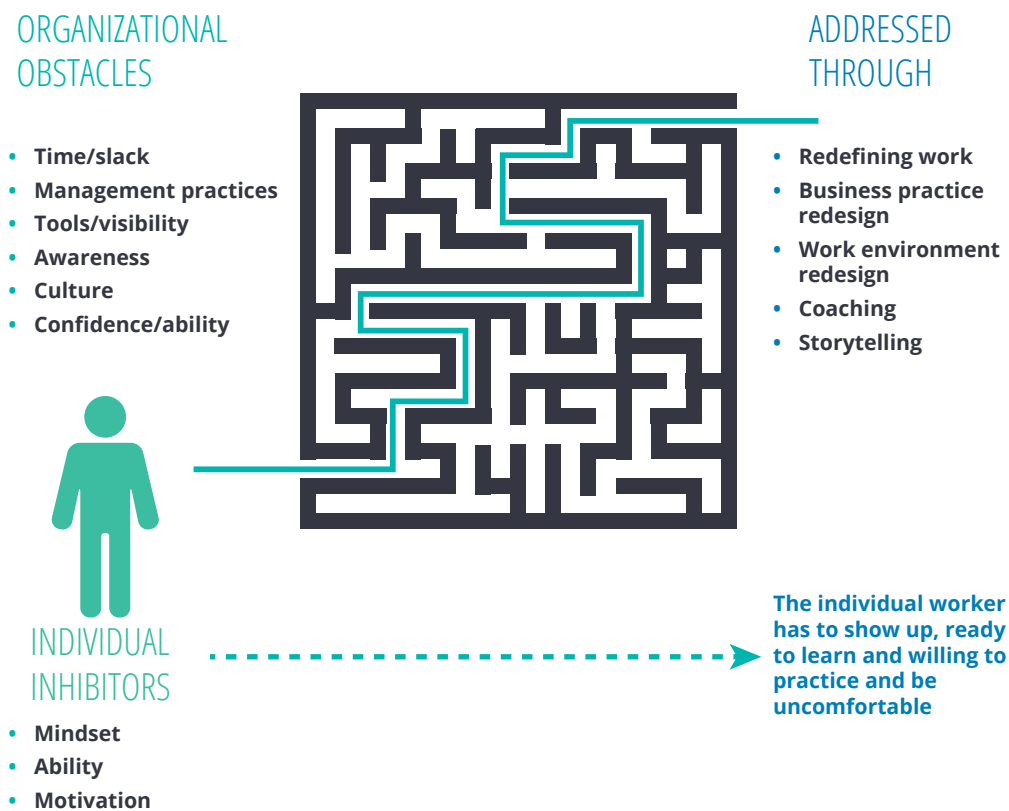 ORGANIZATIONAL
OBSTACLES
• Time/slack
• Management practices
• Tools/visibility
• Awareness
• Culture
• Confidence/ability
ADDRESSED
THROUGH
• Redefining work
• Business practice
redesign
• Work environment
redesign
• Coaching
• Storytelling
INDIVIDUAL
INHIBITORS
• Mindset
• Ability
• Motivation
The individual worker
has to show up, ready
to learn and willing to
practice and be
uncomfortable